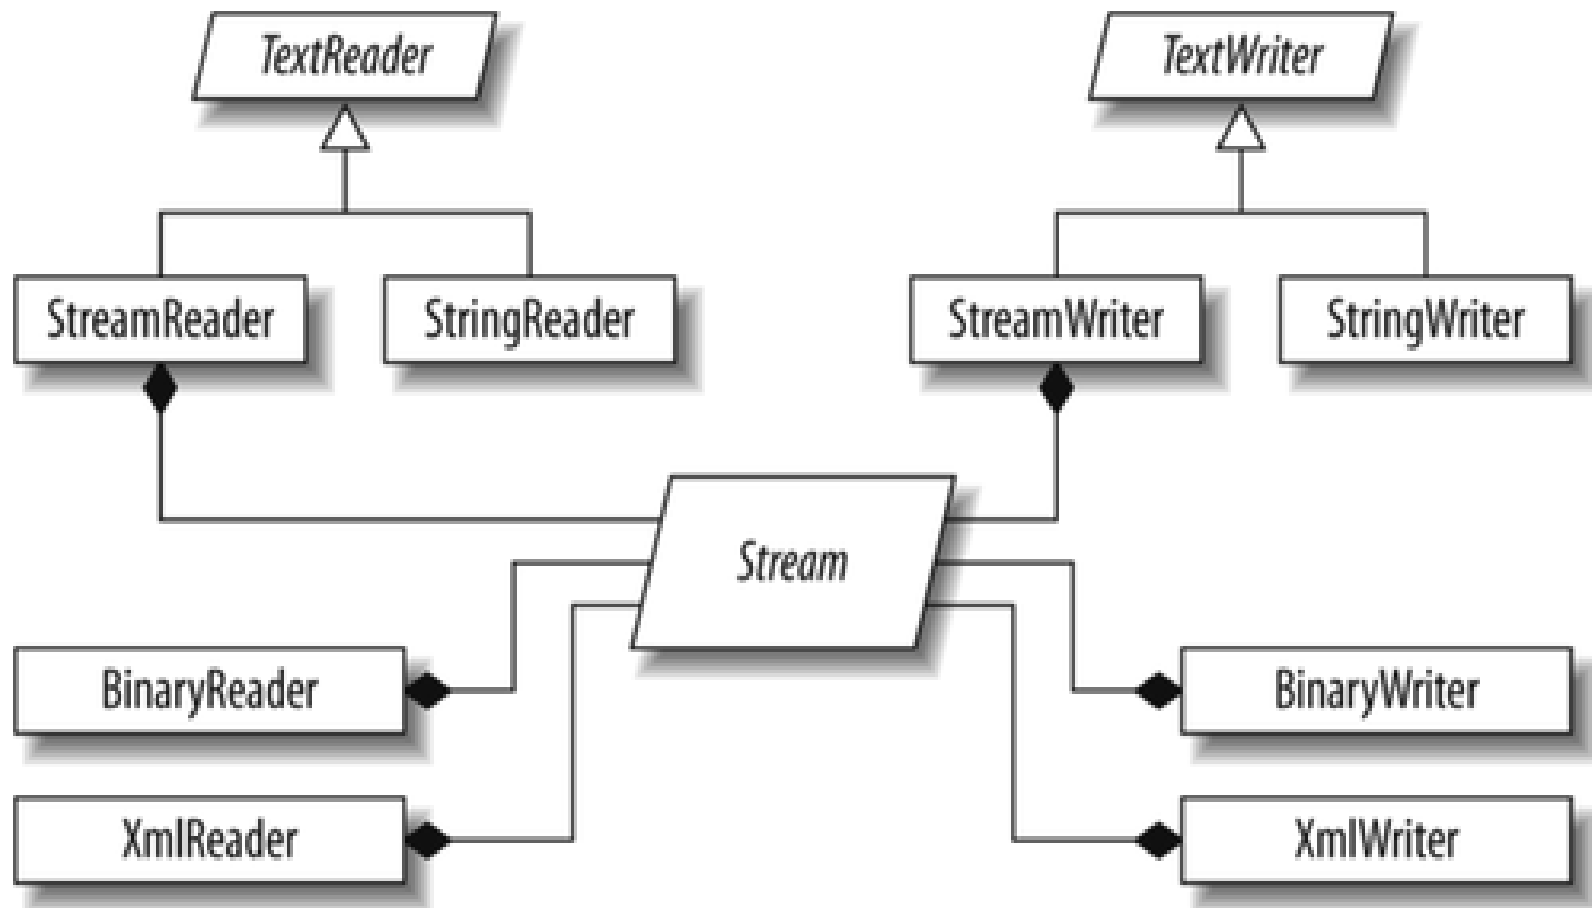 TextReader
TextWriter
StreamReader
StringReader
StreamWriter
StringWriter
Stream
BinaryReader
BinaryWriter
XmlReader
XmlWriter